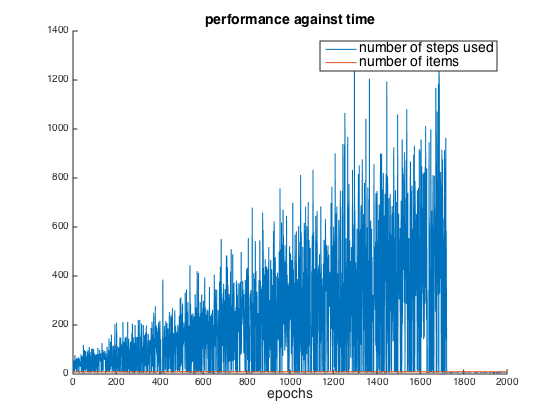 performance against time
1400
number of steps used
number of items
1200
1000
800
600
400
200
0
0 200 400 600 800 1000 1200 1400 1600 1800 2000
epochs